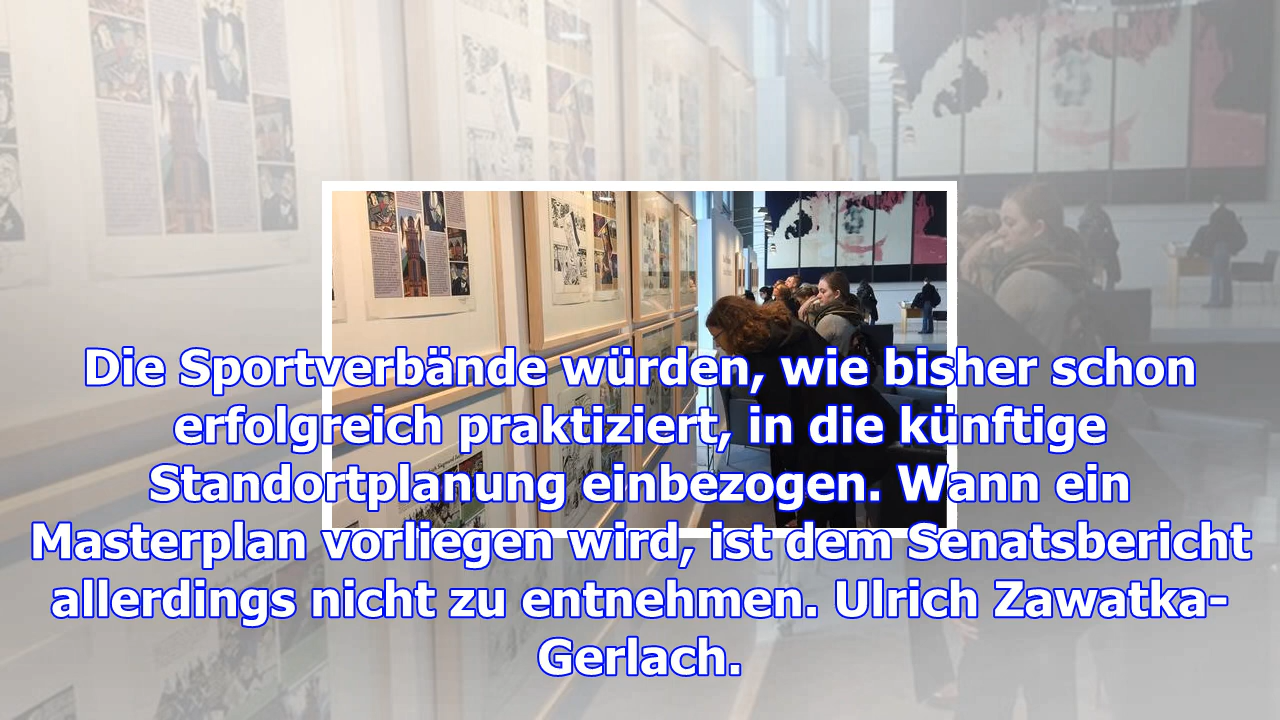 Die Sportverbände würden, wie bisher schon
erfolgreich praktiziert, in die künftige
Standortplanung einbezogen. Wann ein
Masterplan vorliegen wird, ist dem Senatsbericht
allerdings nicht zu entnehmen. Ulrich Zawatka-
Gerlach.